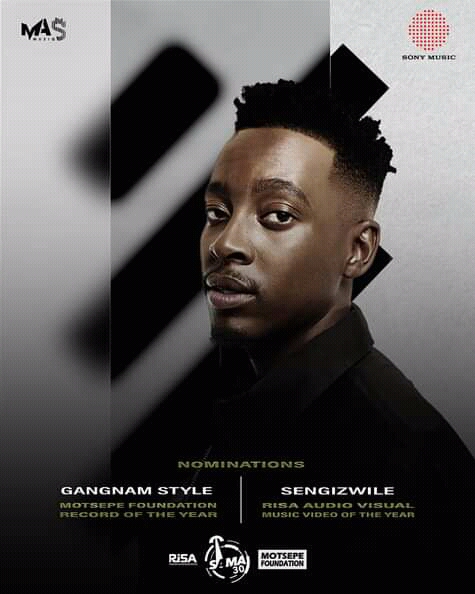 MA$
MUSIQ
SONY MUSIC
NOMINATIONS
GANGNAM STYLE
MOTSEPE FOUNDATION
RECORD OF THE YEAR
SENGIZWILE
RISA AUDIO VISUAL
MUSIC VIDEO OF THE YEAR
RiSA
SAMA
30
MOTSEPE
FOUNDATION